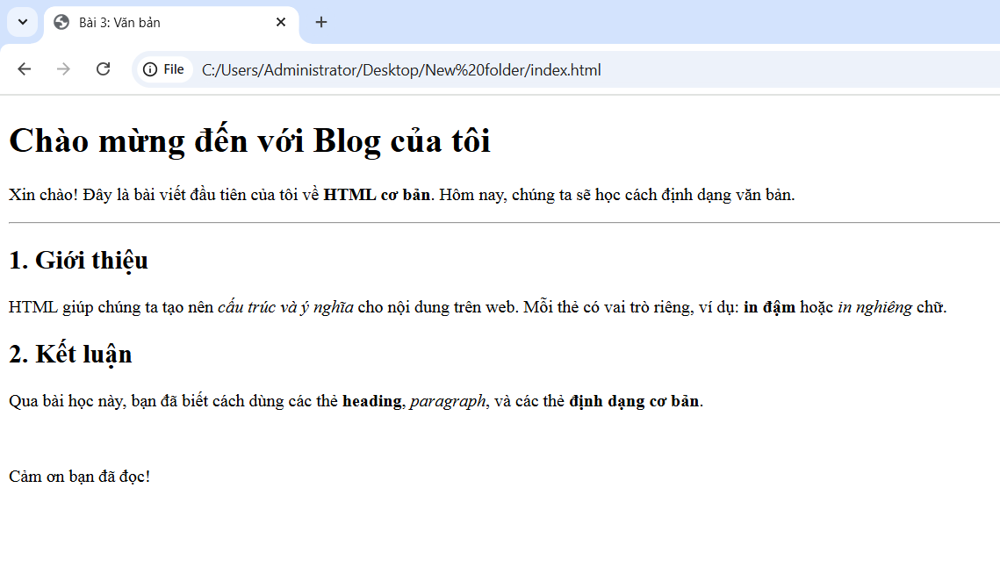 Bài 3: Văn bản
File C:/Users/Administrator/Desktop/New%20folder/index.html
Chào mừng đến với Blog của tôi
Xin chào! Đây là bài viết đầu tiên của tôi về HTML cơ bản. Hôm nay, chúng ta sẽ học cách định dạng văn bản.
1. Giới thiệu
HTML giúp chúng ta tạo nên cấu trúc và ý nghĩa cho nội dung trên web. Mỗi thẻ có vai trò riêng, ví dụ: in đậm hoặc in nghiêng chữ.
2. Kết luận
Qua bài học này, bạn đã biết cách dùng các thẻ heading, paragraph, và các thẻ định dạng cơ bản.
Cảm ơn bạn đã đọc!